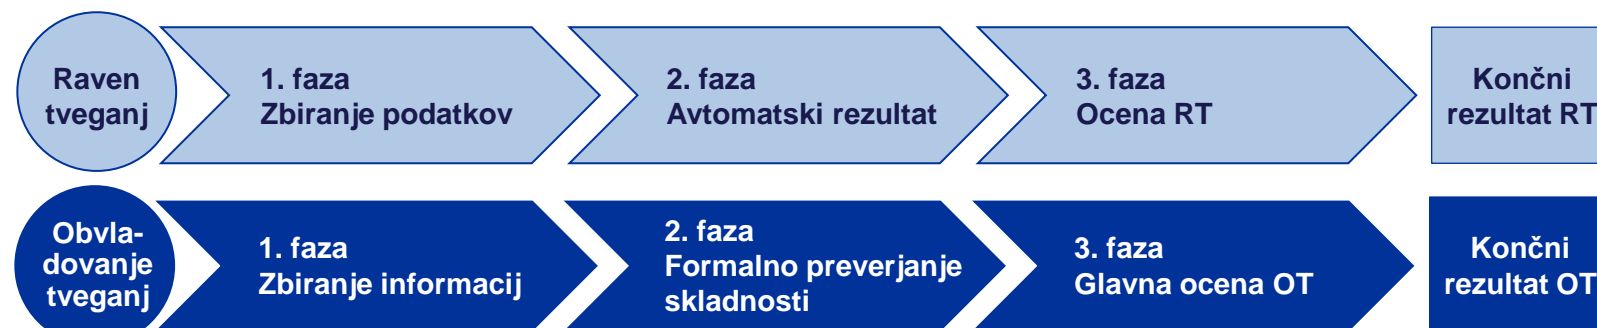 Raven
tveganj
1. faza
Zbiranje podatkov
2. faza
Avtomatski rezultat
3. faza
Ocena RT
Končni
rezultat RT
Obvla-
dovanje
tveganj
1. faza
Zbiranje informacij
2. faza
Formalno preverjanje
skladnosti
3. faza
Glavna ocena OT
Končni
rezultat OT